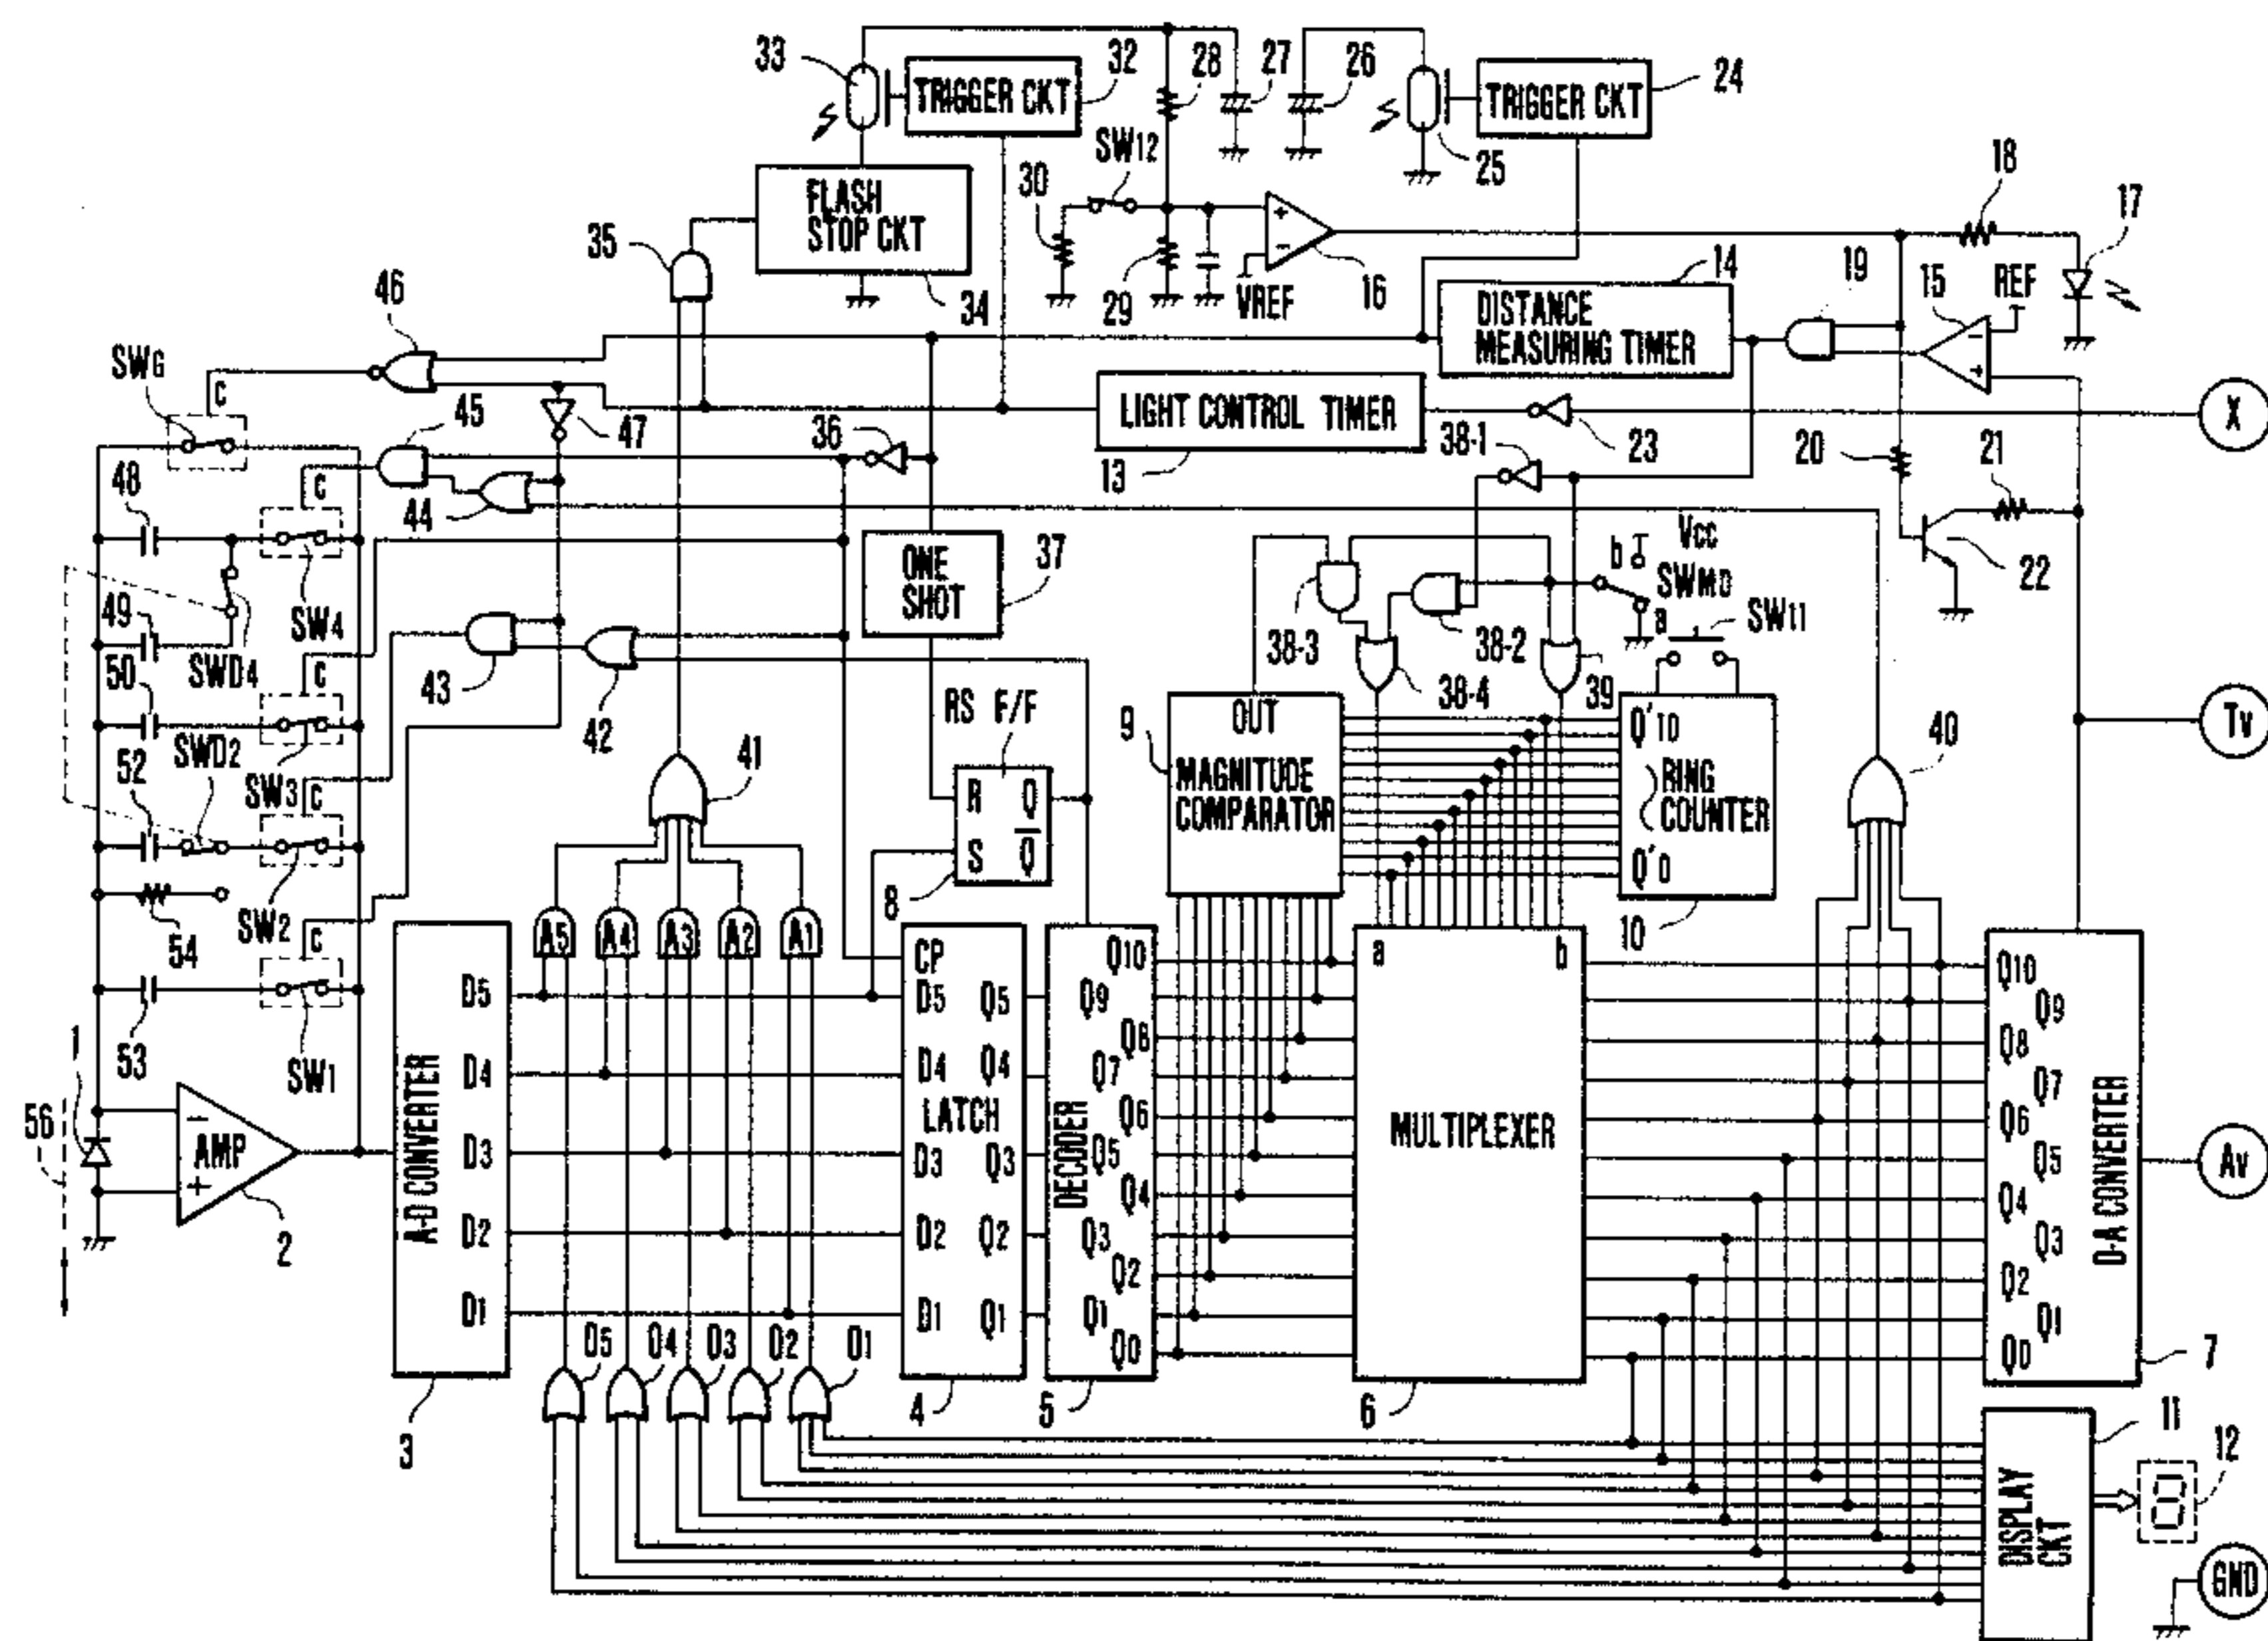 33
TRIGGER CKT
32
28
27
26
TRIGGER CKT
24
25
SW12
30
29
FLASH
STOP CKT
34
35
VREF
16
18
17
14
DISTANCE
MEASURING TIMER
19
15
REF
46
SWG
C
45
47
36
LIGHT CONTROL TIMER
13
23
X
38-1
20
21
22
48
C
44
ONE
SHOT
37
b
VCC
SWMD
a
SW11
49
SW4
SWD4
43
42
38-3
38-2
38-4
39
50
C
RS F/F
9
OUT
MAGNITUDE
COMPARATOR
Q'10
RING
COUNTER
Q'0
10
40
TV
52
SWD2
SW3
C
41
R Q
S Q
8
54
SW2
C
A5 A4 A3 A2 A1
53
SW1
1
56
AMP
−
+
2
A-D CONVERTER
D5
D4
D3
D2
D1
3
CP
D5
D4
LATCH
D3
D2
D1
Q5
Q4
Q3
Q2
Q1
4
DECODER
Q10
Q9
Q8
Q7
Q6
Q5
Q4
Q3
Q2
Q1
Q0
5
a
b
MULTIPLEXER
6
Q10
Q9
Q8
Q7
Q6
Q5
Q4
Q3
Q2
Q1
Q0
D-A CONVERTER
7
AV
O5 O4 O3 O2 O1
DISPLAY
CKT
11
12
GND